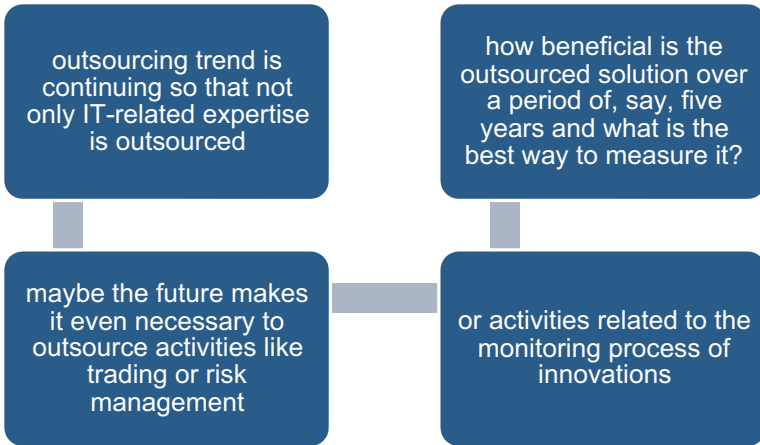 outsourcing trend is
continuing so that not
only IT-related expertise
is outsourced
maybe the future makes
it even necessary to
outsource activities like
trading or risk
management
or activities related to the
monitoring process of
innovations
how beneficial is the
outsourced solution over
a period of, say, five
years and what is the
best way to measure it?